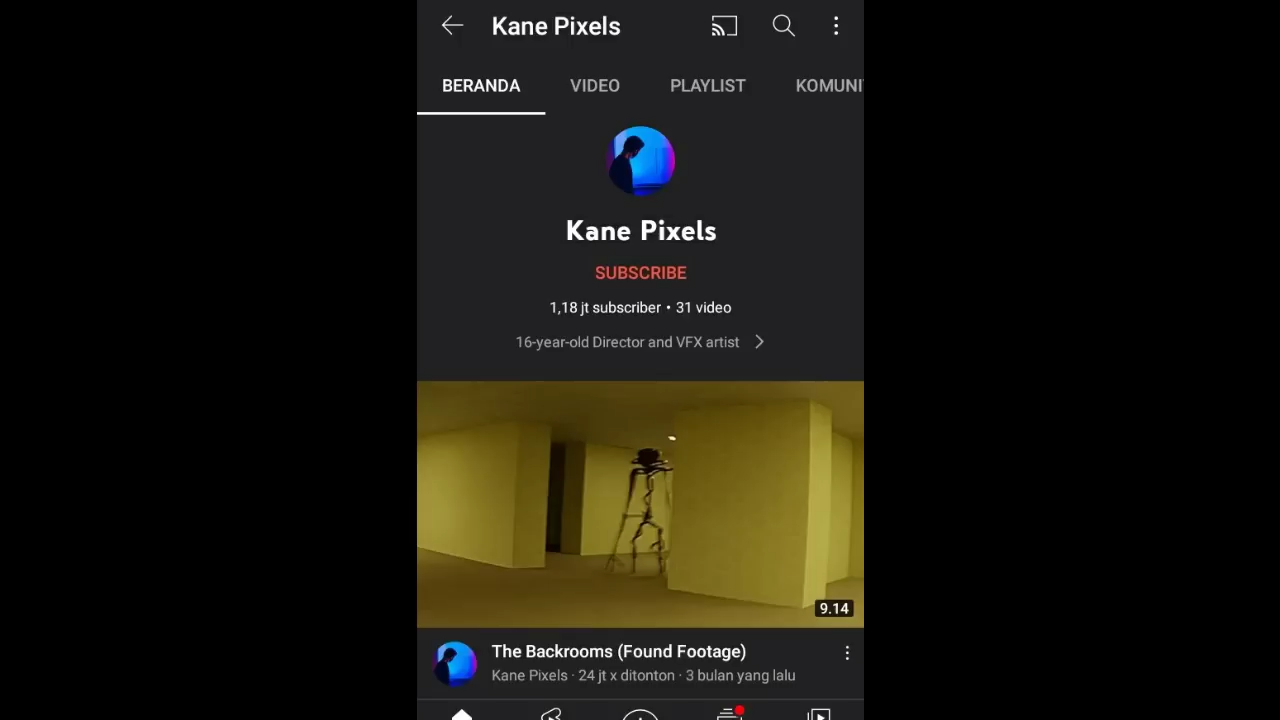 Kane Pixels
BERANDA VIDEO PLAYLIST KOMUNI
Kane Pixels
SUBSCRIBE
1,18 jt subscriber • 31 video
16-year-old Director and VFX artist
9.14
The Backrooms (Found Footage)
Kane Pixels · 24 jt x ditonton · 3 bulan yang lalu